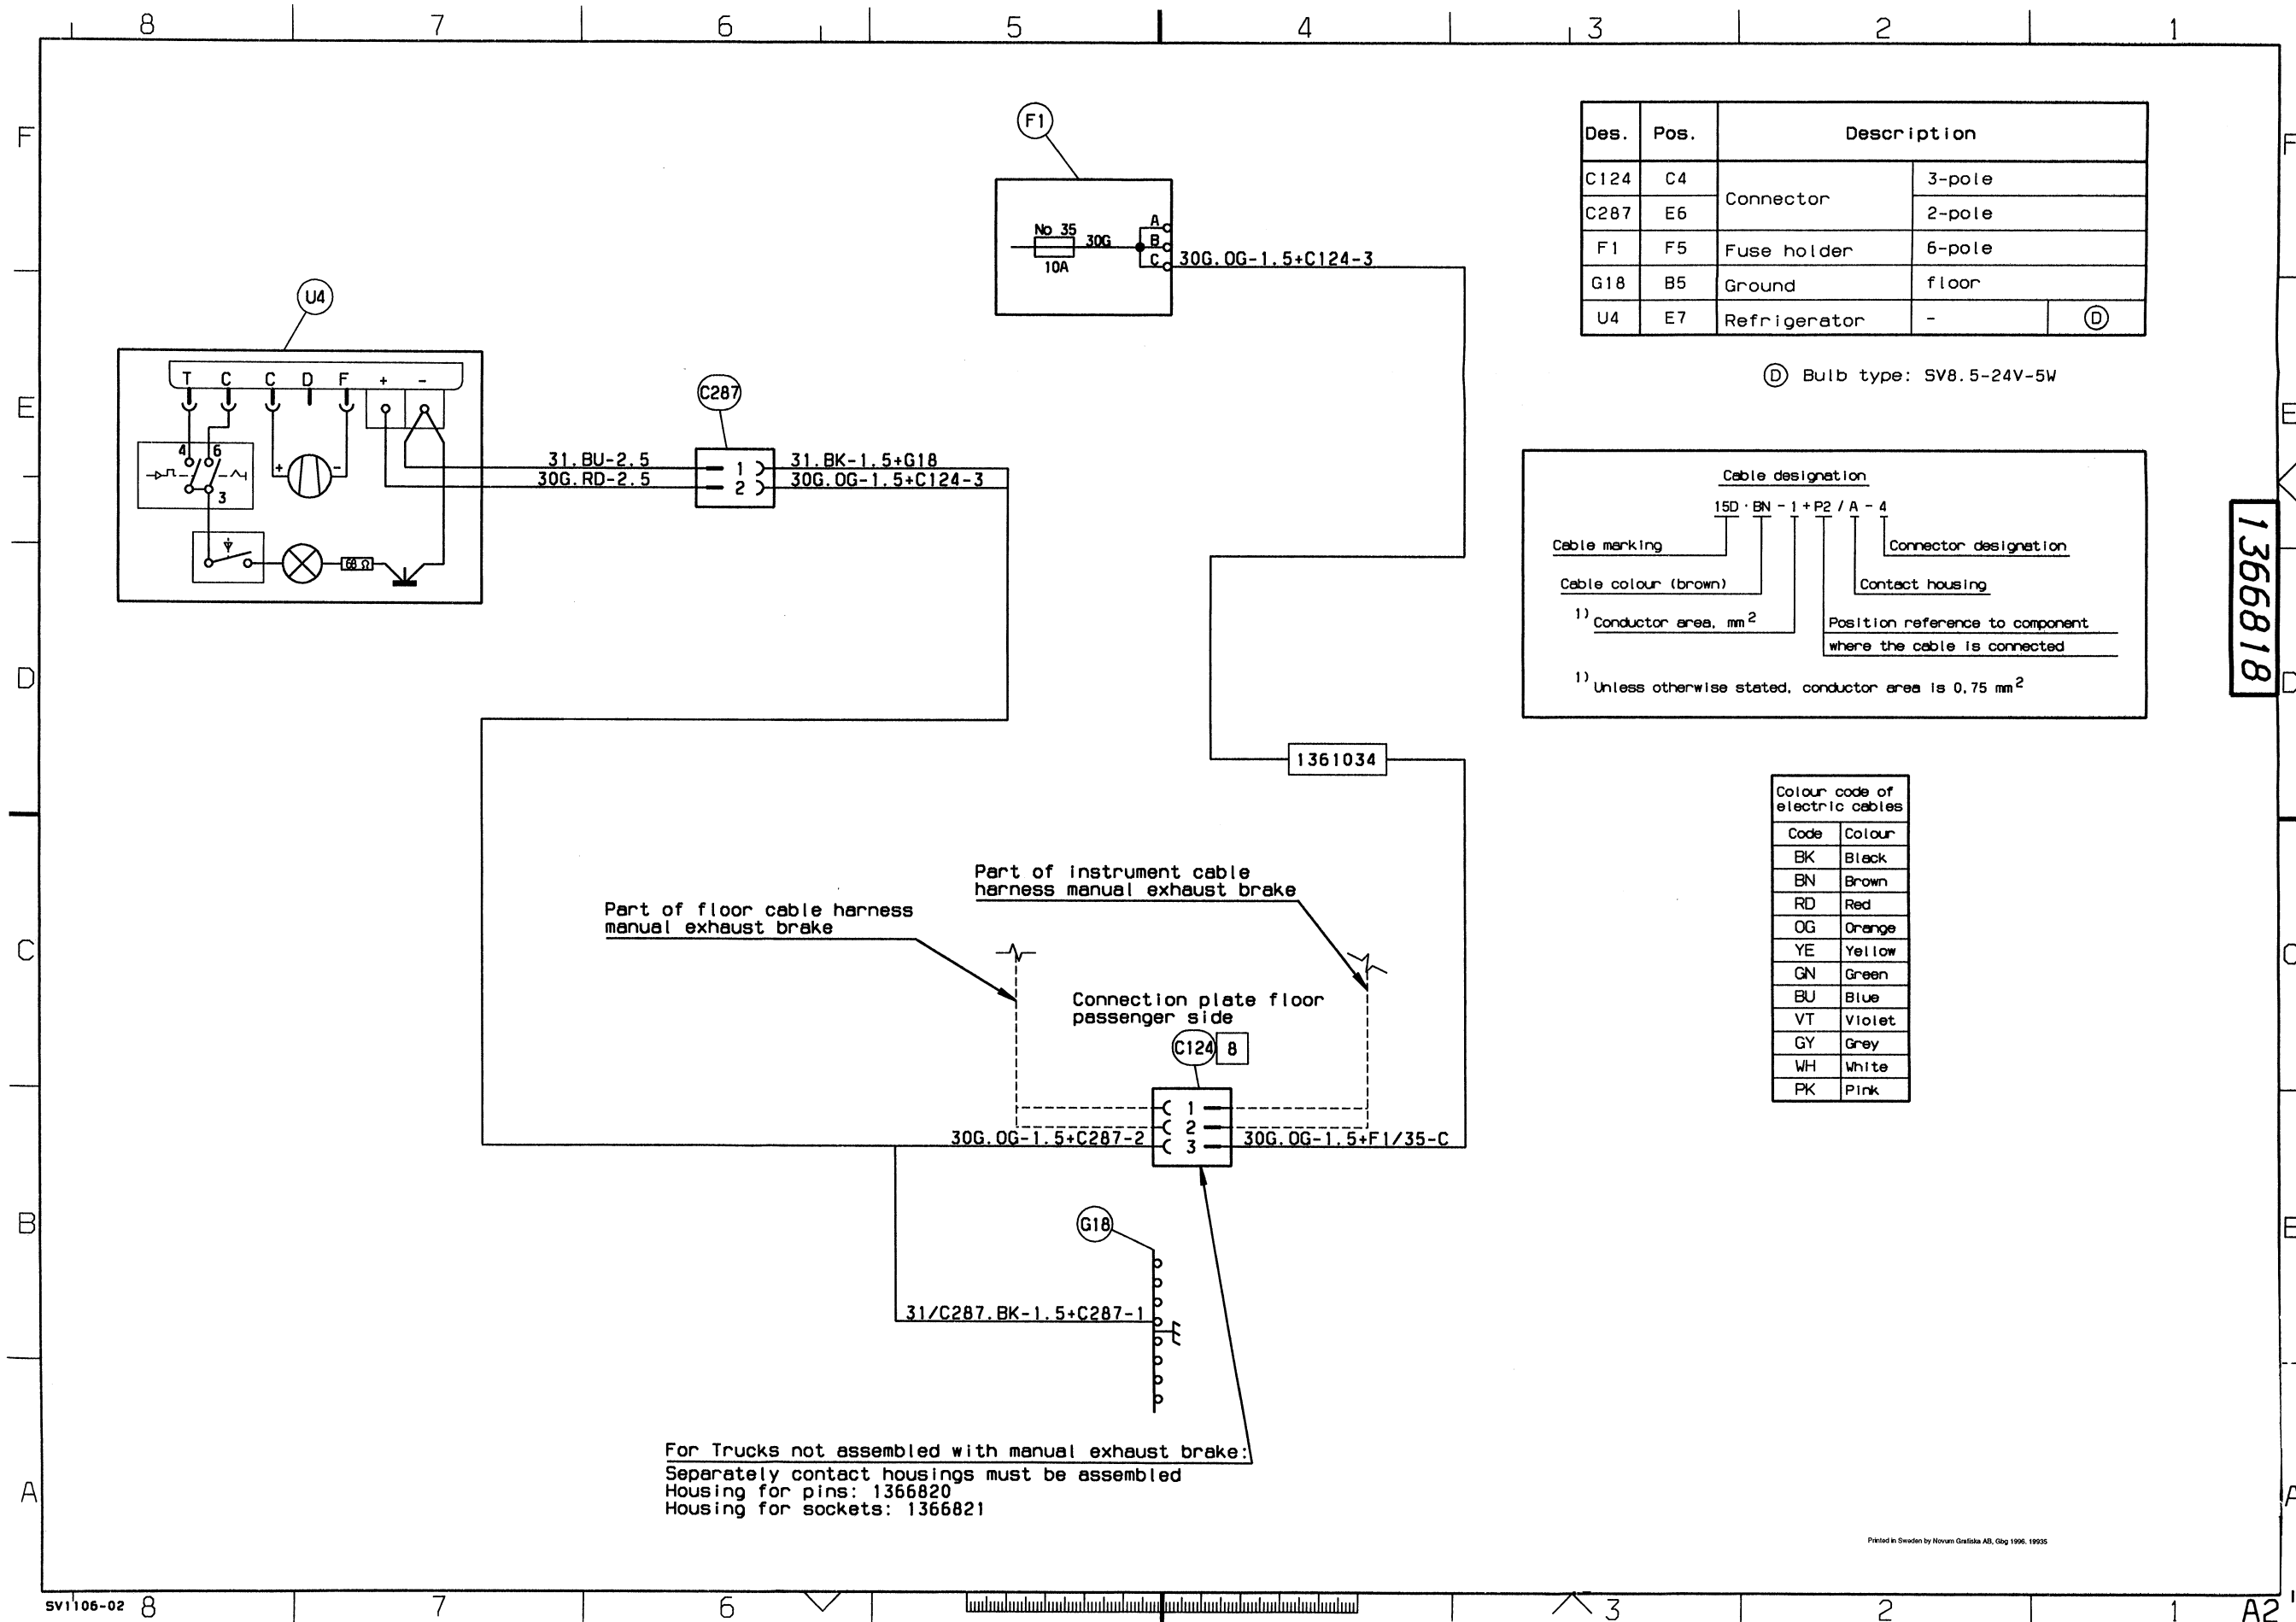 8 7 6 5 4 3 2 1
F
F1
No 35
30G
10A
A
B
C
30G.OG-1.5+C124-3
Des. Pos. Description
C124 C4 Connector 3-pole
C287 E6 2-pole
F1 F5 Fuse holder 6-pole
G18 B5 Ground floor
U4 E7 Refrigerator - D
D Bulb type: SV8.5-24V-5W
U4
T C C D F + -
4 6
3
+ -
68 Ω
E
C287
31.BU-2.5 1 31.BK-1.5+G18
30G.RD-2.5 2 30G.OG-1.5+C124-3
Cable designation
15D · BN - 1 + P2 / A - 4
Cable marking
Connector designation
Cable colour (brown)
Contact housing
1) Conductor area, mm2
Position reference to component
where the cable is connected
1) Unless otherwise stated, conductor area is 0,75 mm2
1366818
D
D
1361034
Colour code of
electric cables
Code Colour
BK Black
BN Brown
RD Red
OG Orange
YE Yellow
GN Green
BU Blue
VT Violet
GY Grey
WH White
PK Pink
C
Part of floor cable harness
manual exhaust brake
Part of instrument cable
harness manual exhaust brake
Connection plate floor
passenger side
C124 8
1
2
3
30G.OG-1.5+C287-2
30G.OG-1.5+F1/35-C
B
G18
31/C287.BK-1.5+C287-1
A
For Trucks not assembled with manual exhaust brake:
Separately contact housings must be assembled
Housing for pins: 1366820
Housing for sockets: 1366821
Printed in Sweden by Novum Grafiska AB, Gbg 1996. 19935
SV1106-02 8 7 6 3 2 1 A2